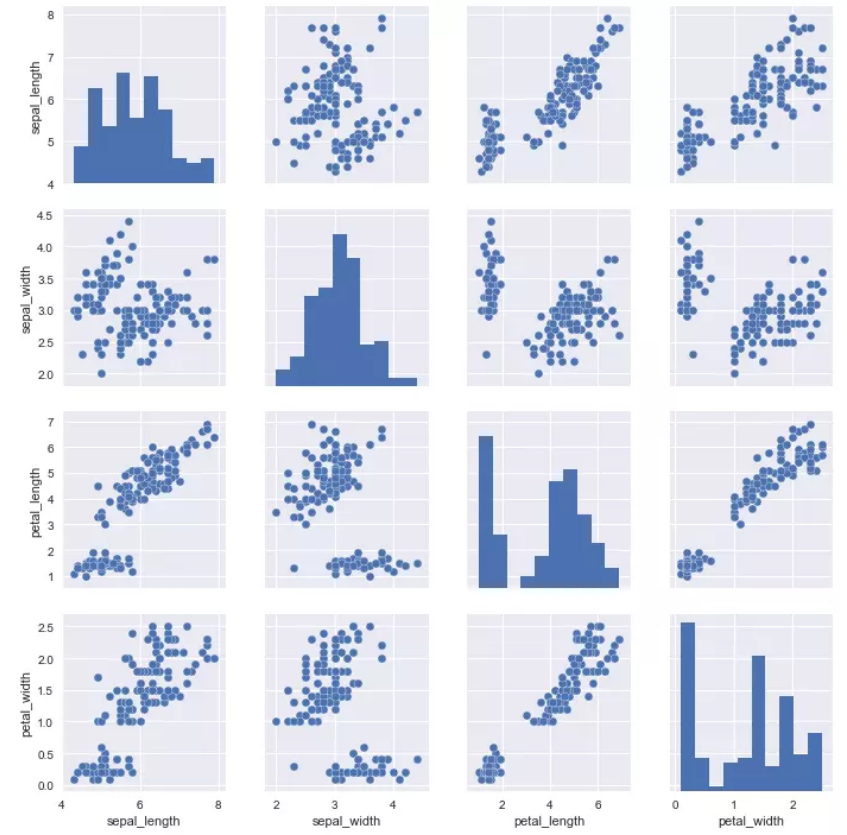 8
7
6
5
4
sepal_length
4.5
4.0
3.5
3.0
2.5
2.0
sepal_width
7
6
5
4
3
2
1
petal_length
2.5
2.0
1.5
1.0
0.5
0.0
petal_width
4 6 8
sepal_length
2 3 4
sepal_width
2 4 6
petal_length
0 1 2
petal_width